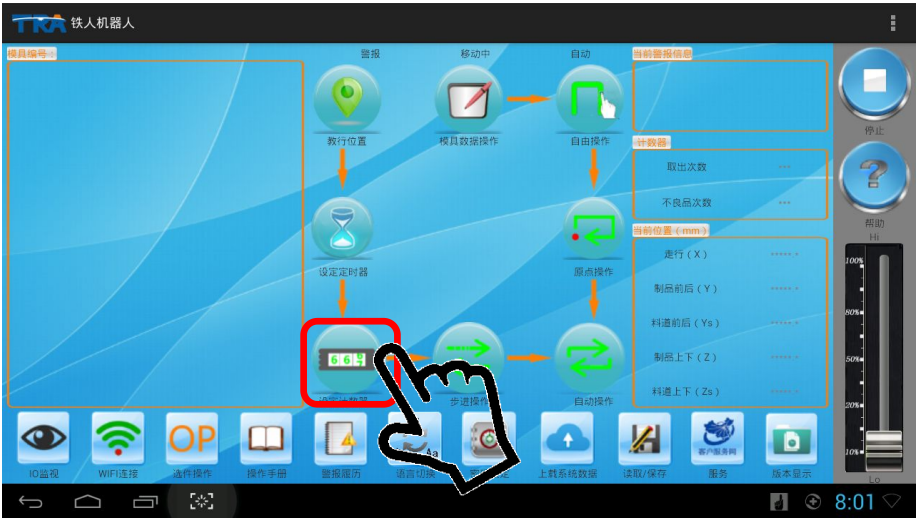 TRA 铁人机器人
模具编号：
警报
移动中
自动
当前警报信息
教行位置
模具数据操作
自由操作
停止
计数器
取出次数 ---
不良品次数 ---
帮助
当前位置（mm）
Hi
走行（X） -----.-
100%
设定定时器
原点操作
制品前后（Y） -----.-
80%
料道前后（Ys） -----.-
制品上下（Z） -----.-
50%
料道上下（Zs） -----.-
设定计数器
步进操作
自动操作
20%
OP
Aa
客户服务网
10%
IO监视
WIFI连接
选件操作
操作手册
警报履历
语言切换
上载系统数据
读取/保存
服务
版本显示
Lo
8:01